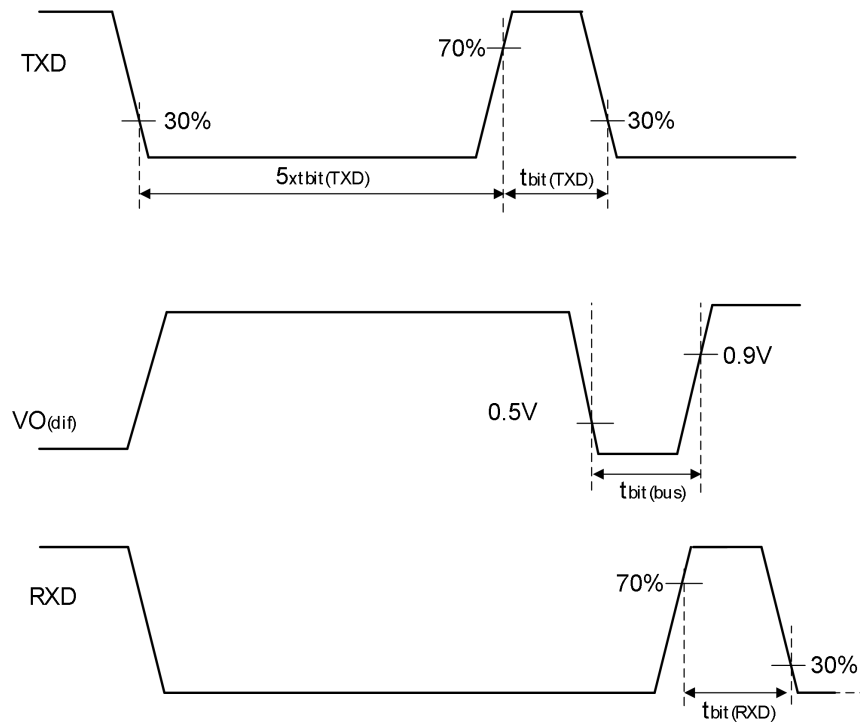 70%
TXD
30%
30%
5xtbit(TXD)
tbit(TXD)
0.9V
0.5V
VO(dif)
tbit(bus)
70%
RXD
30%
tbit(RXD)